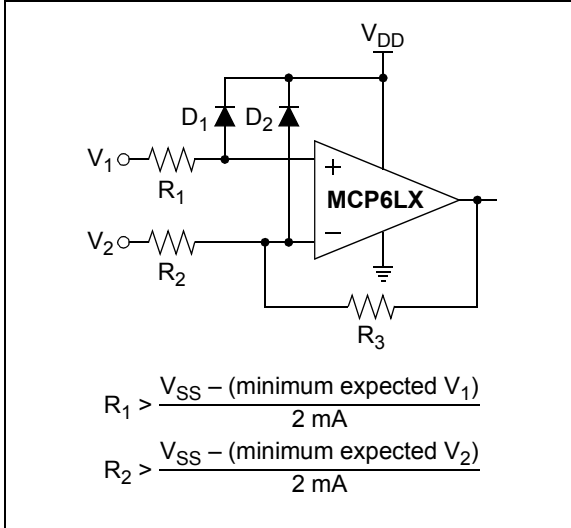 V_DD
D_1 D_2
V_1
R_1
+
MCP6LX
V_2
R_2
−
R_3
R_1 > V_SS – (minimum expected V_1)
2 mA
R_2 > V_SS – (minimum expected V_2)
2 mA